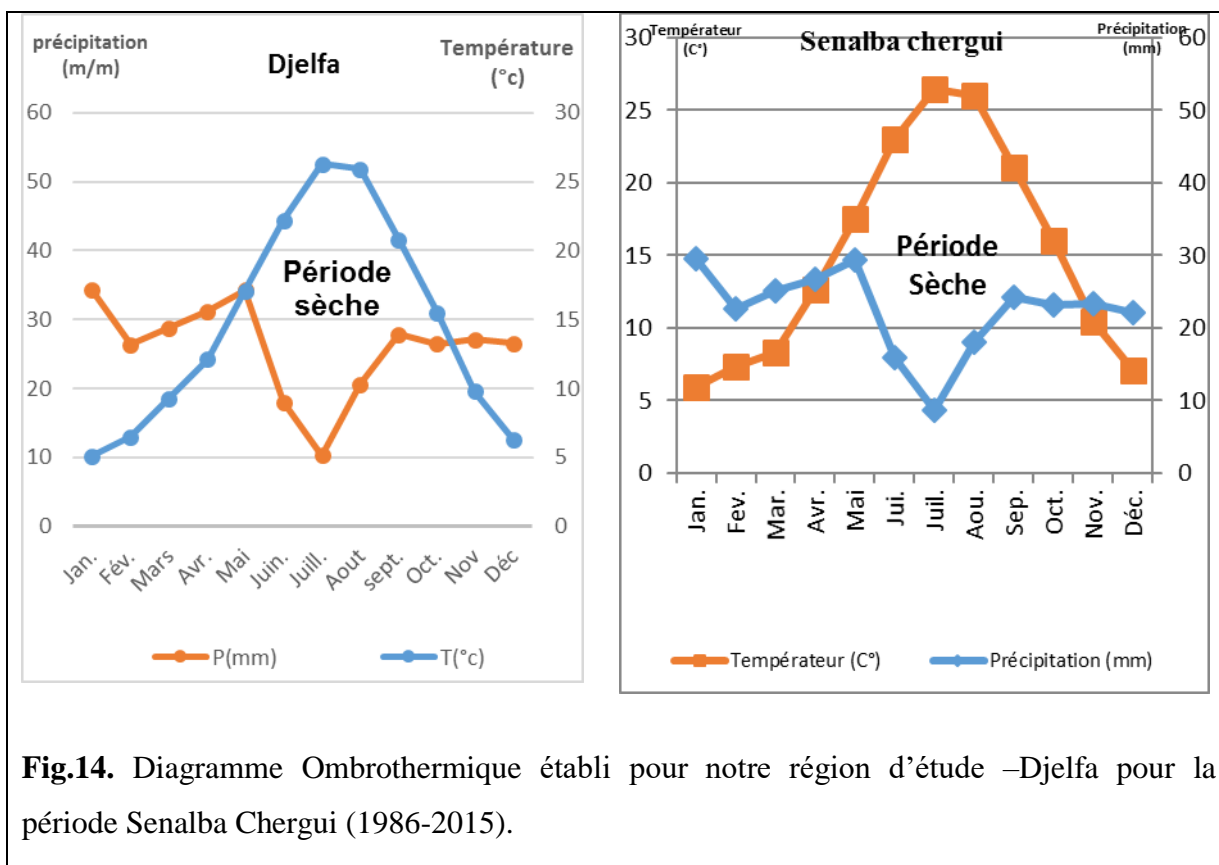 précipitation
(m/m)
Djelfa
Température
(°c)
60
50
40
30
20
10
0
30
25
20
15
10
5
0
Période
sèche
Jan.
Fév.
Mars
Avr.
Mai
Juin.
Juill.
Aout
sept.
Oct.
Nov
Déc
P(mm)
T(°c)
Températeur
(C°)
Senalba chergui
Précipitation
(mm)
30
25
20
15
10
5
0
60
50
40
30
20
10
0
Période
Sèche
Jan.
Fev.
Mar.
Avr.
Mai
Jui.
Juil.
Aou.
Sep.
Oct.
Nov.
Déc.
Températeur (C°)
Précipitation (mm)
Fig.14. Diagramme Ombrothermique établi pour notre région d’étude –Djelfa pour la
période Senalba Chergui (1986-2015).